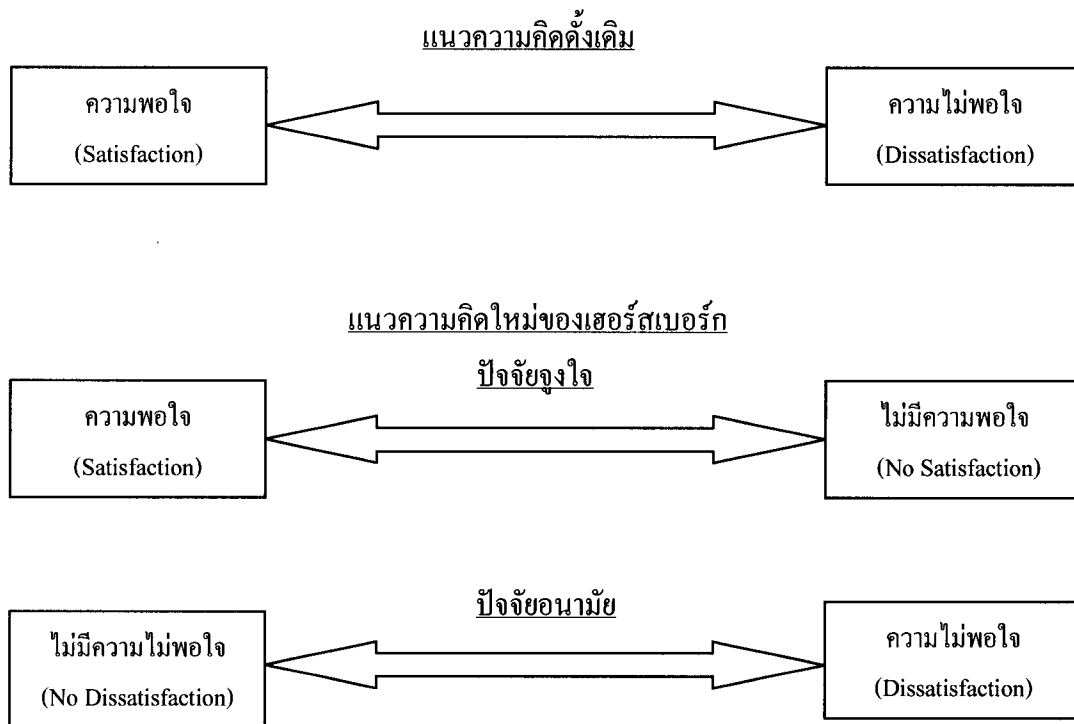 แนวความคิดดั้งเดิม
ความพอใจ
(Satisfaction)
ความไม่พอใจ
(Dissatisfaction)
แนวความคิดใหม่ของเฮอร์สเบอร์ก
ปัจจัยจูงใจ
ความพอใจ
(Satisfaction)
ไม่มีความพอใจ
(No Satisfaction)
ปัจจัยอนามัย
ไม่มีความไม่พอใจ
(No Dissatisfaction)
ความไม่พอใจ
(Dissatisfaction)